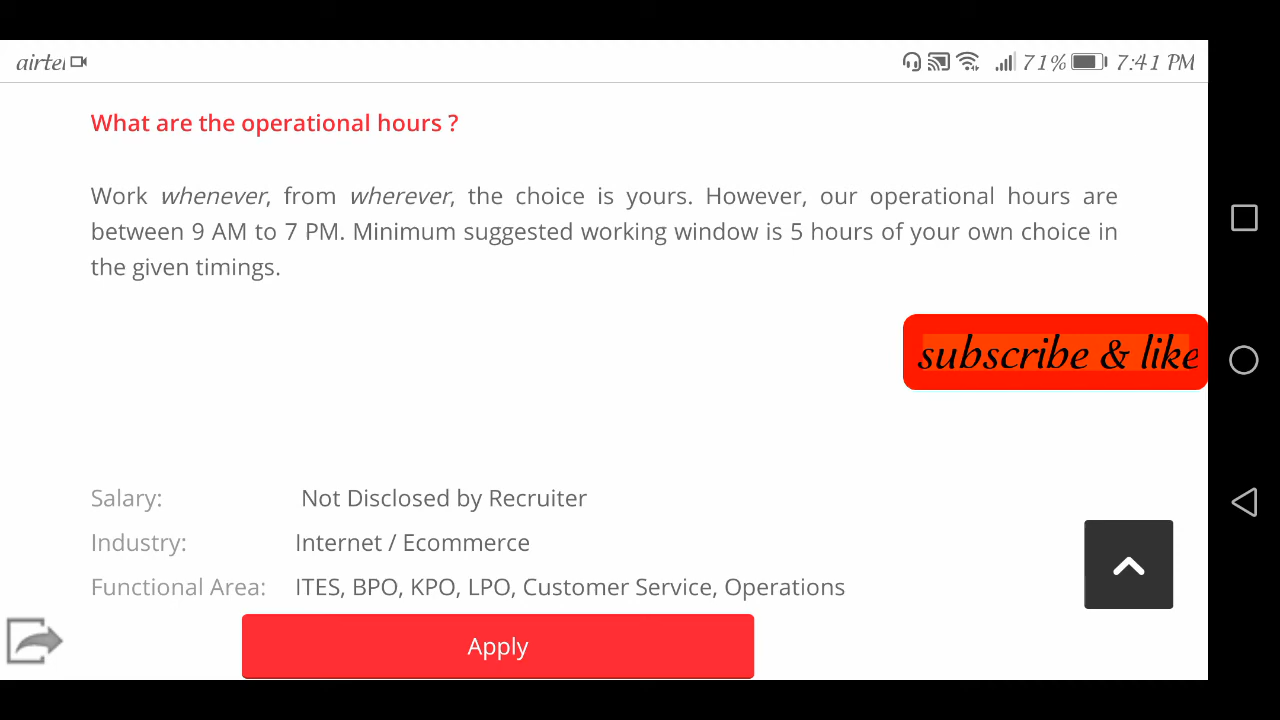 airtel
71% 7:41 PM
What are the operational hours ?
Work whenever, from wherever, the choice is yours. However, our operational hours are
between 9 AM to 7 PM. Minimum suggested working window is 5 hours of your own choice in
the given timings.
subscribe & like
Salary: Not Disclosed by Recruiter
Industry: Internet / Ecommerce
Functional Area: ITES, BPO, KPO, LPO, Customer Service, Operations
Apply